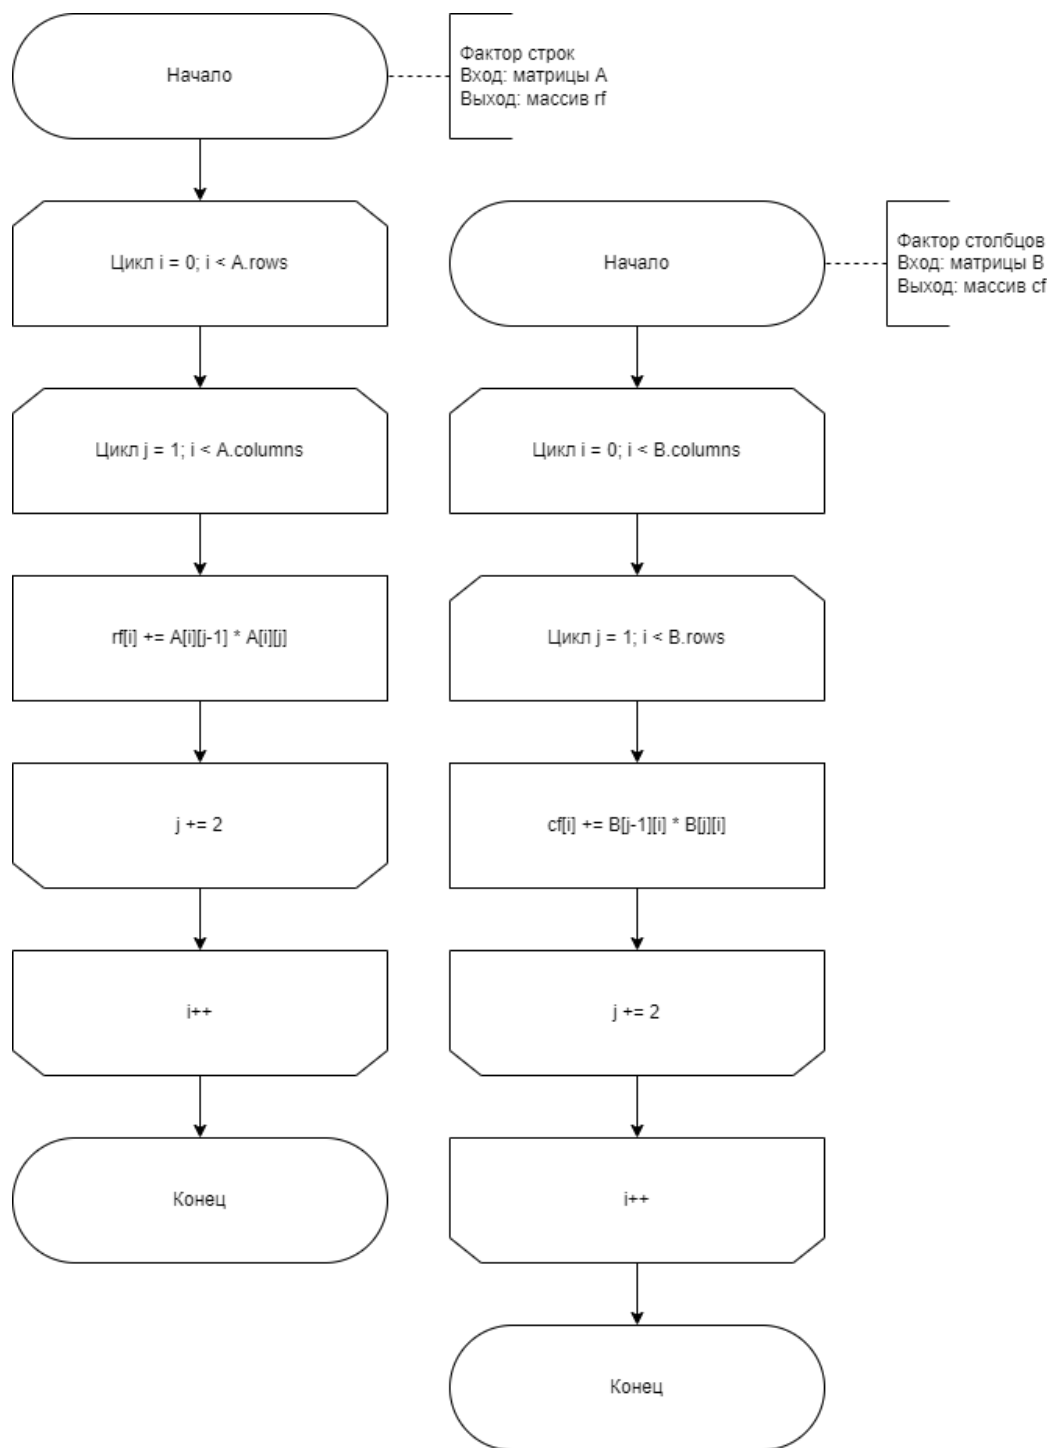 Начало
Фактор строк
Вход: матрицы A
Выход: массив rf
Цикл i = 0; i < A.rows
Цикл j = 1; i < A.columns
rf[i] += A[i][j-1] * A[i][j]
j += 2
i++
Конец
Начало
Фактор столбцов
Вход: матрицы B
Выход: массив cf
Цикл i = 0; i < B.columns
Цикл j = 1; i < B.rows
cf[i] += B[j-1][i] * B[j][i]
j += 2
i++
Конец